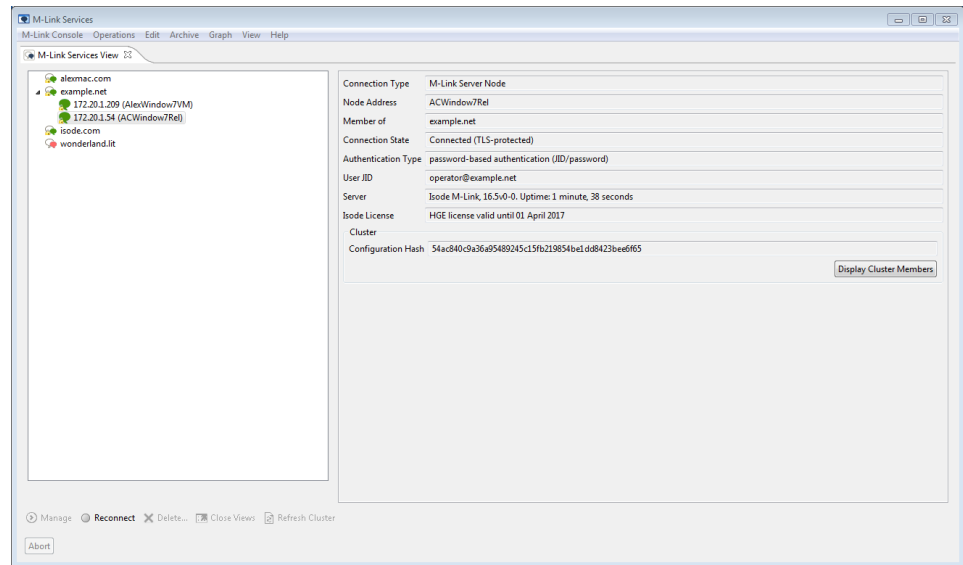 M-Link Services
M-Link Console Operations Edit Archive Graph View Help
M-Link Services View
alexmac.com
example.net
172.20.1.209 (AlexWindow7VM)
172.20.1.54 (ACWindow7Rel)
isode.com
wonderland.lit
Connection Type M-Link Server Node
Node Address ACWindow7Rel
Member of example.net
Connection State Connected (TLS-protected)
Authentication Type password-based authentication (JID/password)
User JID operator@example.net
Server Isode M-Link, 16.5v0-0. Uptime: 1 minute, 38 seconds
Isode License HGE license valid until 01 April 2017
Cluster
Configuration Hash 54ac840c9a36a95489245c15fb219854be1dd8423bee6f65
Display Cluster Members
Manage Reconnect Delete... Close Views Refresh Cluster
Abort